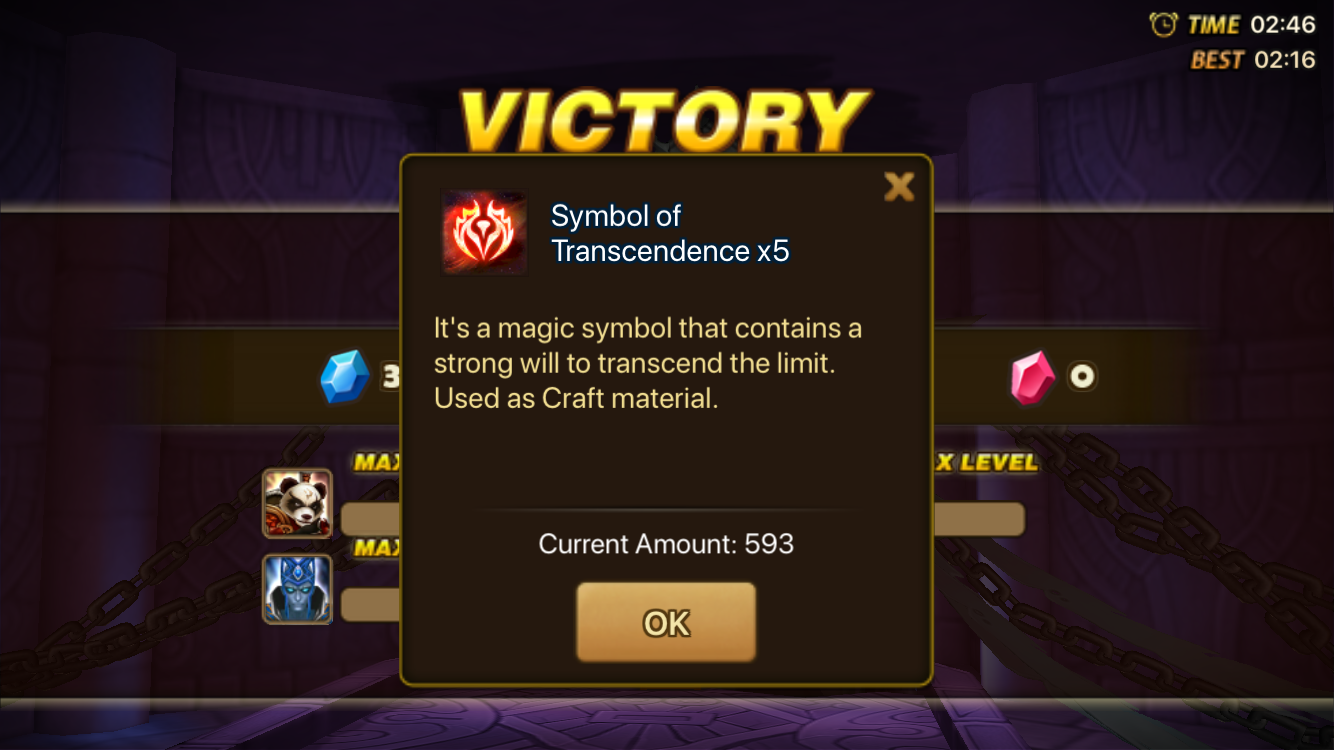 TIME 02:46
BEST 02:16
VICTORY
Symbol of
Transcendence x5
It's a magic symbol that contains a
strong will to transcend the limit.
Used as Craft material.
3
0
MAX
X LEVEL
MAX
Current Amount: 593
OK